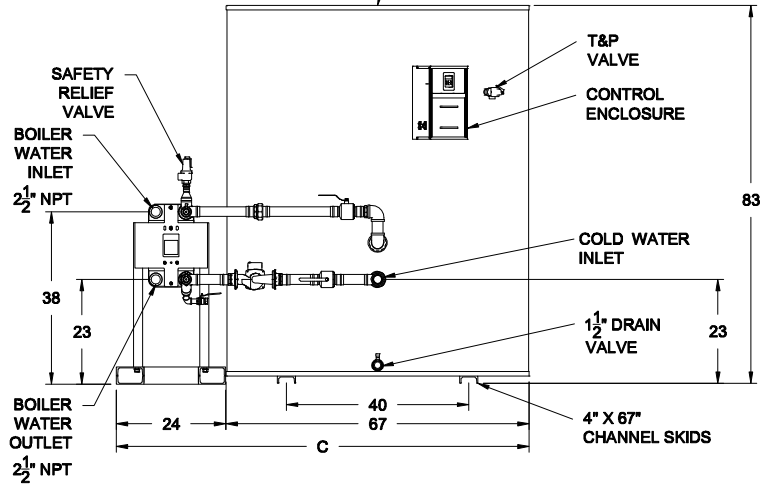 T&P
VALVE
SAFETY
RELIEF
VALVE
CONTROL
ENCLOSURE
BOILER
WATER
INLET
2½" NPT
83
COLD WATER
INLET
38
23
1½" DRAIN
VALVE
23
BOILER
WATER
OUTLET
2½" NPT
24
40
67
4" X 67"
CHANNEL SKIDS
C